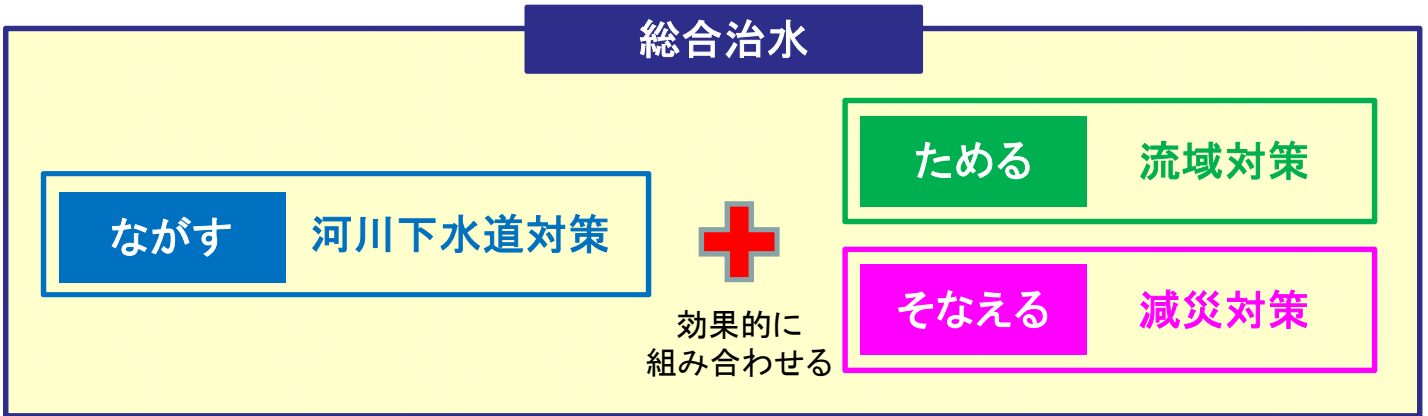 総合治水
ながす 河川下水道対策
効果的に
組み合わせる
ためる 流域対策
そなえる 減災対策